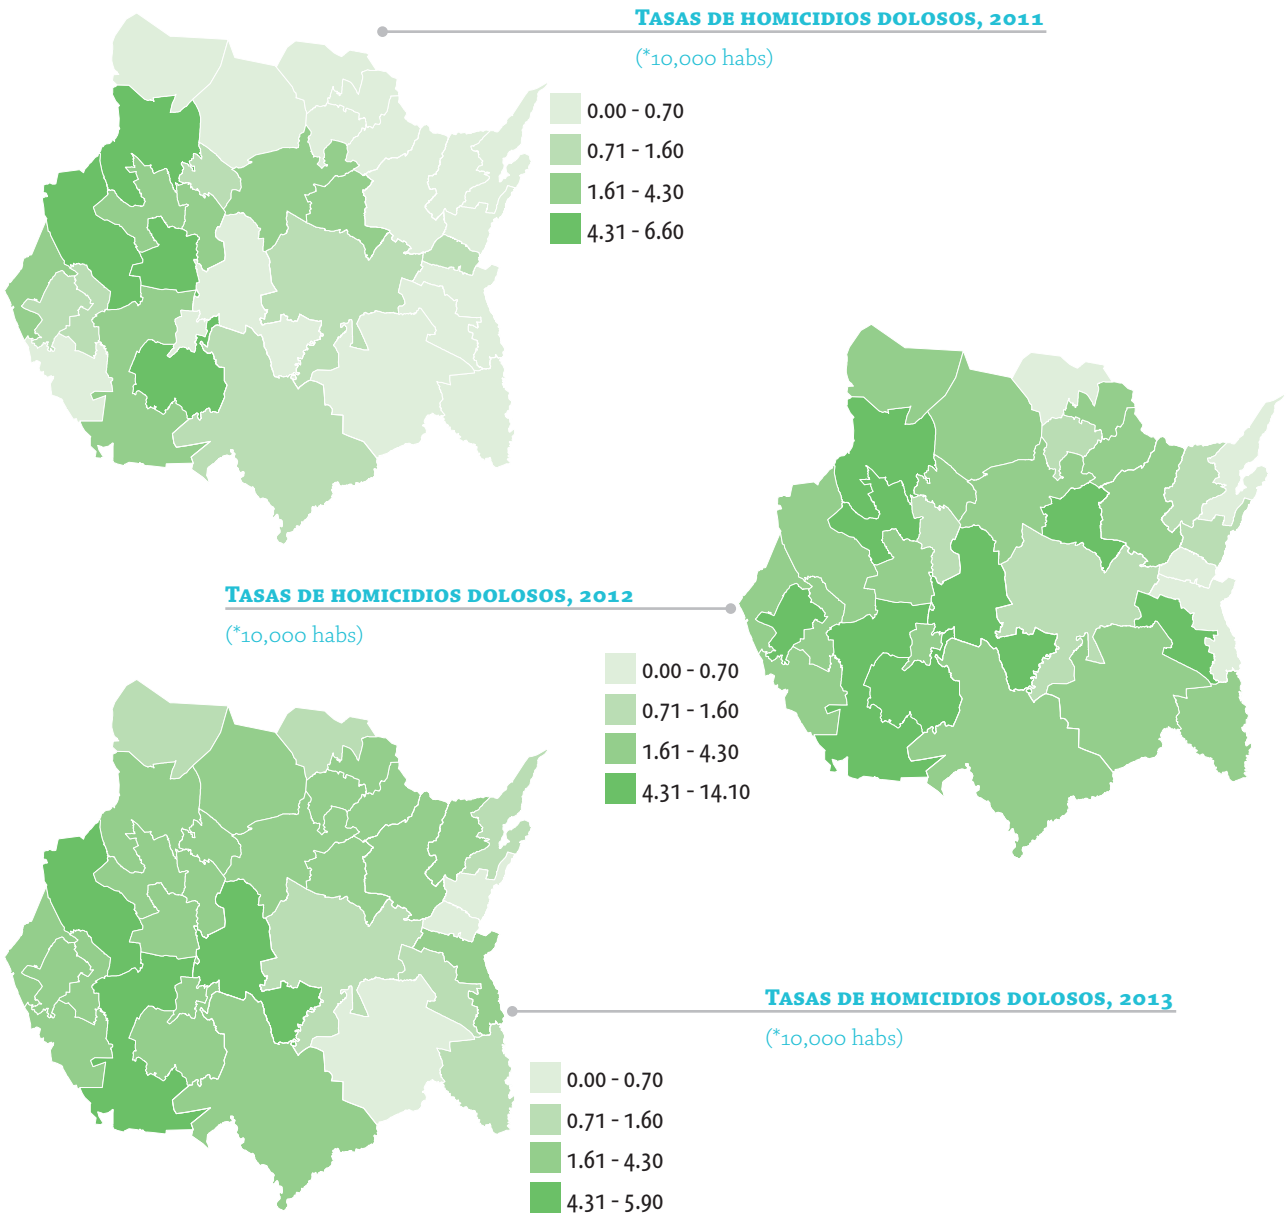 TASAS DE HOMICIDIOS DOLOSOS, 2011
(*10,000 habs)
0.00 - 0.70
0.71 - 1.60
1.61 - 4.30
4.31 - 6.60
TASAS DE HOMICIDIOS DOLOSOS, 2012
(*10,000 habs)
0.00 - 0.70
0.71 - 1.60
1.61 - 4.30
4.31 - 14.10
TASAS DE HOMICIDIOS DOLOSOS, 2013
(*10,000 habs)
0.00 - 0.70
0.71 - 1.60
1.61 - 4.30
4.31 - 5.90